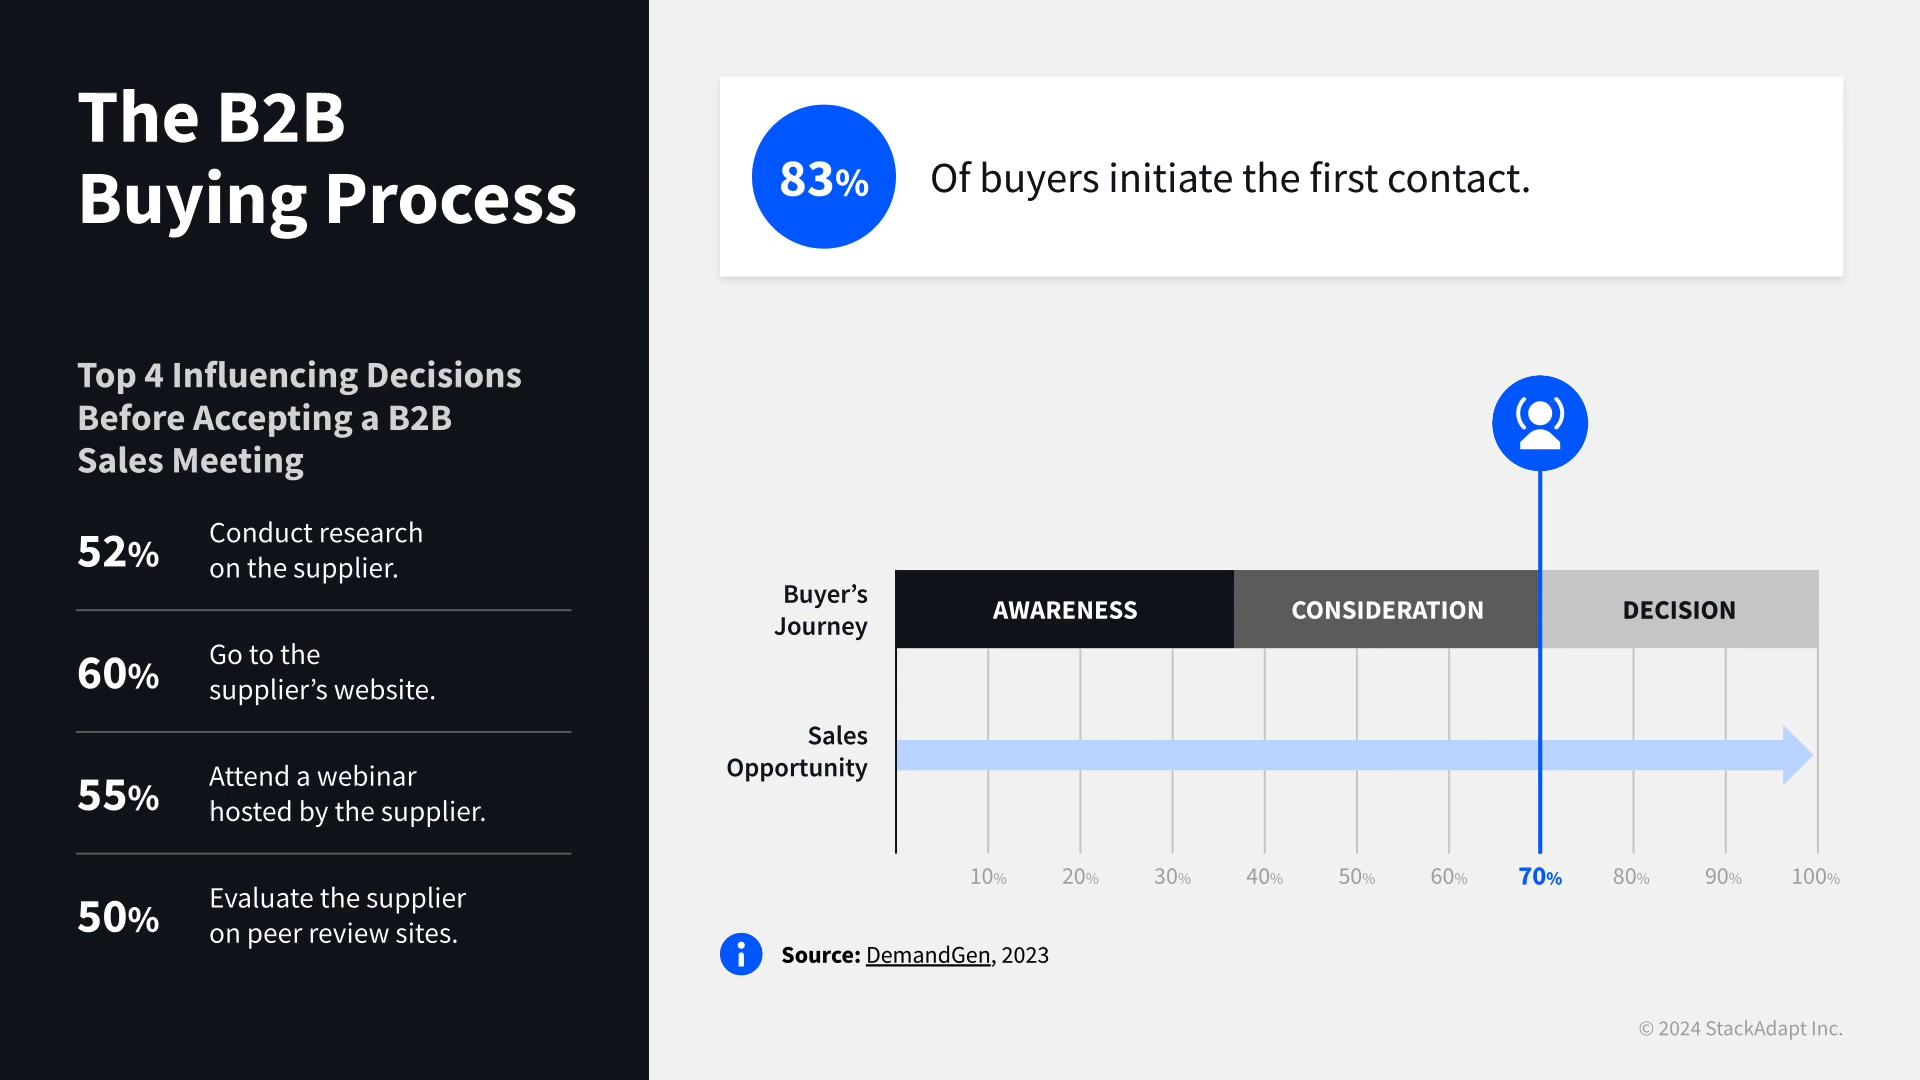 The B2B
Buying Process
Top 4 Influencing Decisions
Before Accepting a B2B
Sales Meeting
52%
Conduct research
on the supplier.
60%
Go to the
supplier’s website.
55%
Attend a webinar
hosted by the supplier.
50%
Evaluate the supplier
on peer review sites.
83%
Of buyers initiate the first contact.
Buyer’s
Journey
AWARENESS
CONSIDERATION
DECISION
Sales
Opportunity
10% 20% 30% 40% 50% 60% 70% 80% 90% 100%
Source: DemandGen, 2023
© 2024 StackAdapt Inc.